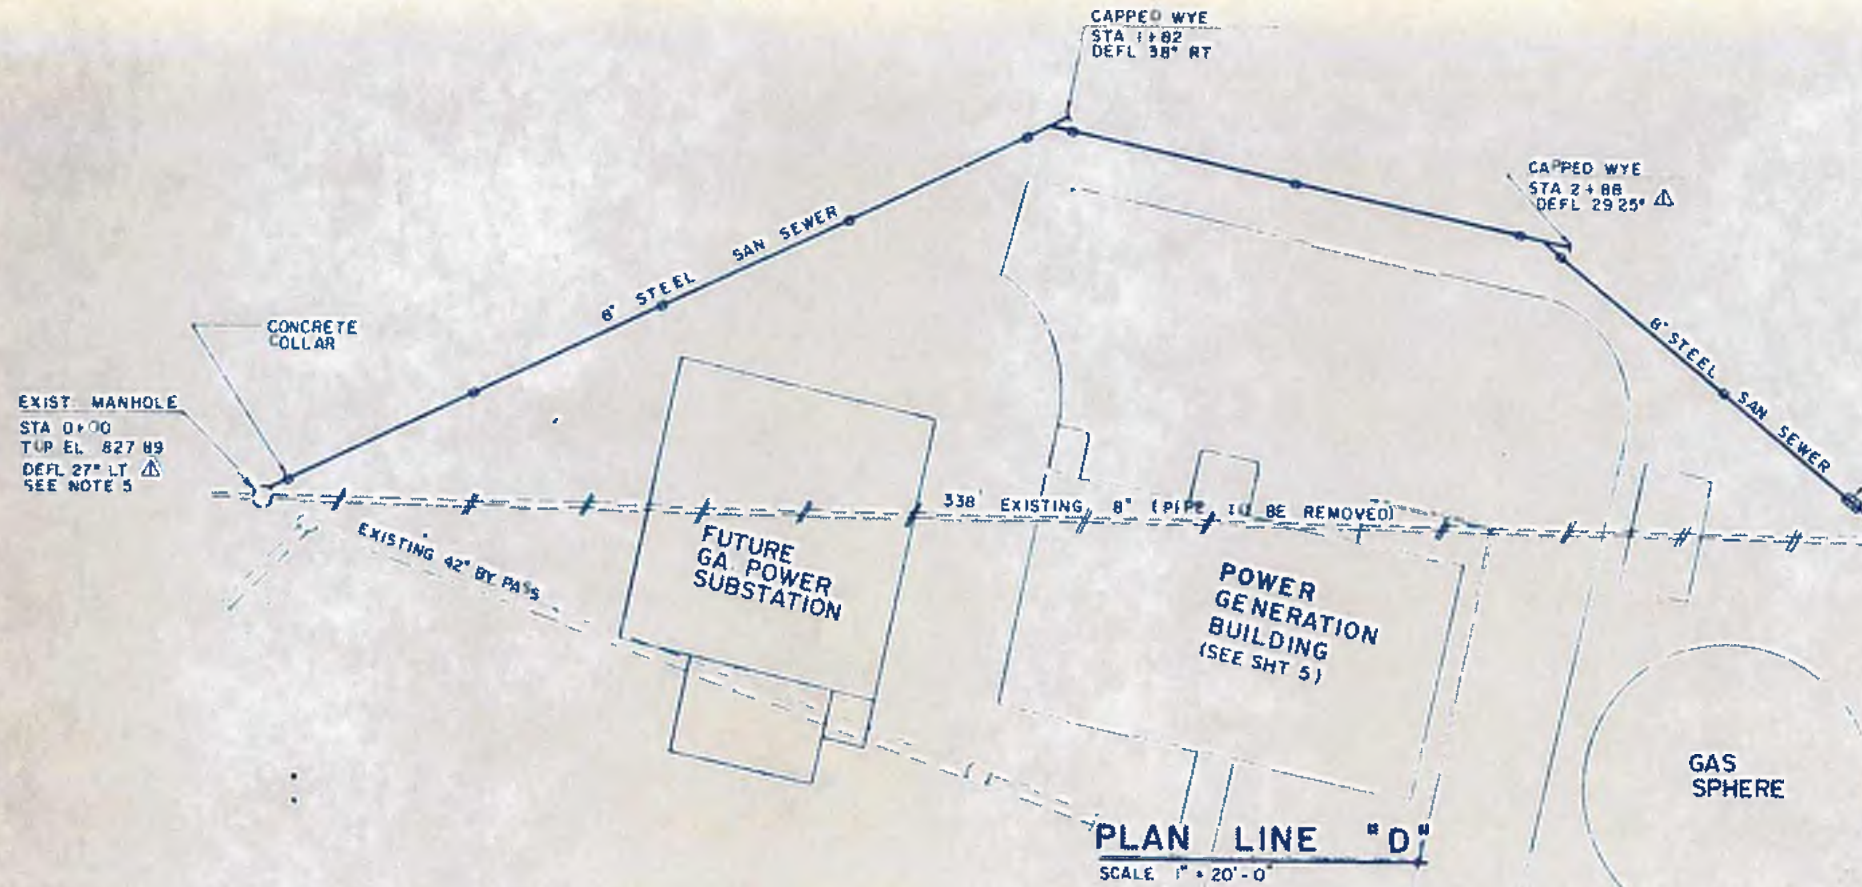 CAPPED WYE
STA 1+82
DEFL 38° RT
CAPPED WYE
STA 2+88
DEFL 29.25° ⚠
8" STEEL SAN SEWER
8" STEEL SAN SEWER
CONCRETE
COLLAR
EXIST. MANHOLE
STA 0+00
TOP EL. 827.89
DEFL 27° LT ⚠
SEE NOTE 5
338' EXISTING 8" (PIPE TO BE REMOVED)
EXISTING 42" BY PASS
FUTURE
GA. POWER
SUBSTATION
POWER
GENERATION
BUILDING
(SEE SHT 5)
GAS
SPHERE
PLAN LINE "D"
SCALE 1" = 20'-0"